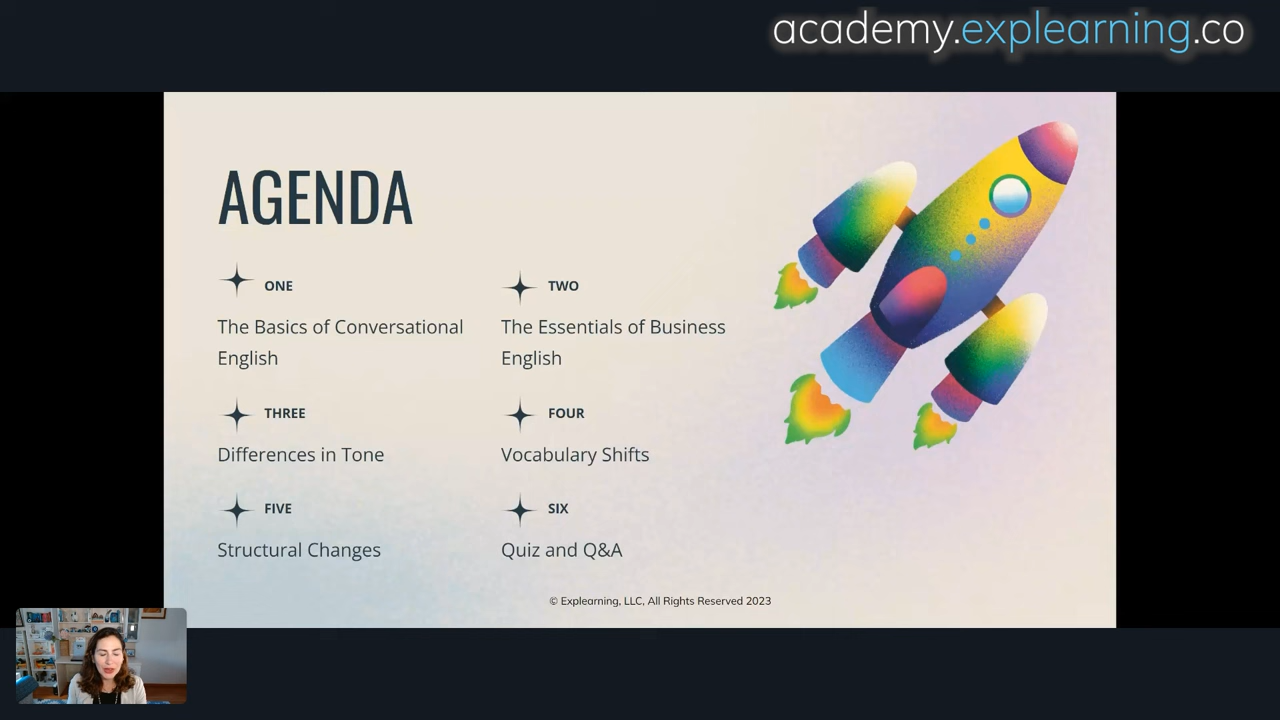 academy.explearning.co
AGENDA
ONE
The Basics of Conversational
English
TWO
The Essentials of Business
English
THREE
Differences in Tone
FOUR
Vocabulary Shifts
FIVE
Structural Changes
SIX
Quiz and Q&A
© Explearning, LLC, All Rights Reserved 2023